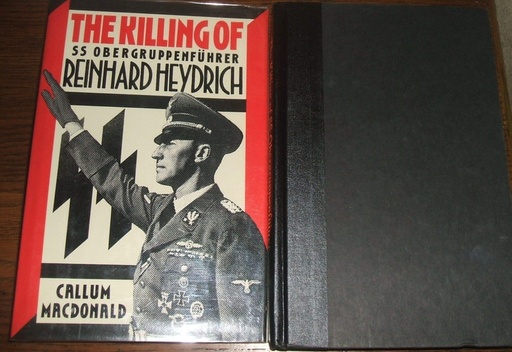 THE KILLING OF
SS OBERGRUPPENFÜHRER
REINHARD HEYDRICH
CALLUM
MACDONALD